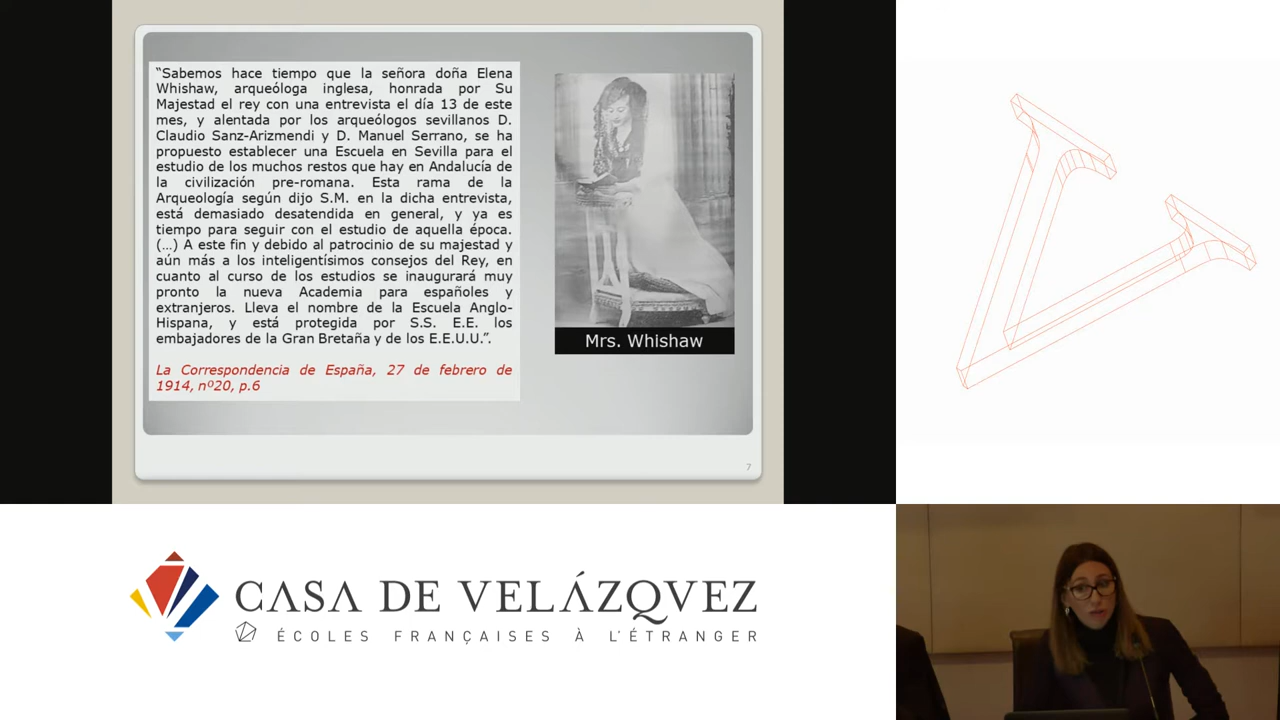 “Sabemos hace tiempo que la señora doña Elena
Whishaw, arqueóloga inglesa, honrada por Su
Majestad el rey con una entrevista el día 13 de este
mes, y alentada por los arqueólogos sevillanos D.
Claudio Sanz-Arizmendi y D. Manuel Serrano, se ha
propuesto establecer una Escuela en Sevilla para el
estudio de los muchos restos que hay en Andalucía de
la civilización pre-romana. Esta rama de la
Arqueología según dijo S.M. en la dicha entrevista,
está demasiado desatendida en general, y ya es
tiempo para seguir con el estudio de aquella época.
(…) A este fin y debido al patrocinio de su majestad y
aún más a los inteligentísimos consejos del Rey, en
cuanto al curso de los estudios se inaugurará muy
pronto la nueva Academia para españoles y
extranjeros. Lleva el nombre de la Escuela Anglo-
Hispana, y está protegida por S.S. E.E. los
embajadores de la Gran Bretaña y de los E.E.U.U.”.
La Correspondencia de España, 27 de febrero de
1914, nº20, p.6
Mrs. Whishaw
7
CASA DE VELÁZQVEZ
ÉCOLES FRANÇAISES À L'ÉTRANGER